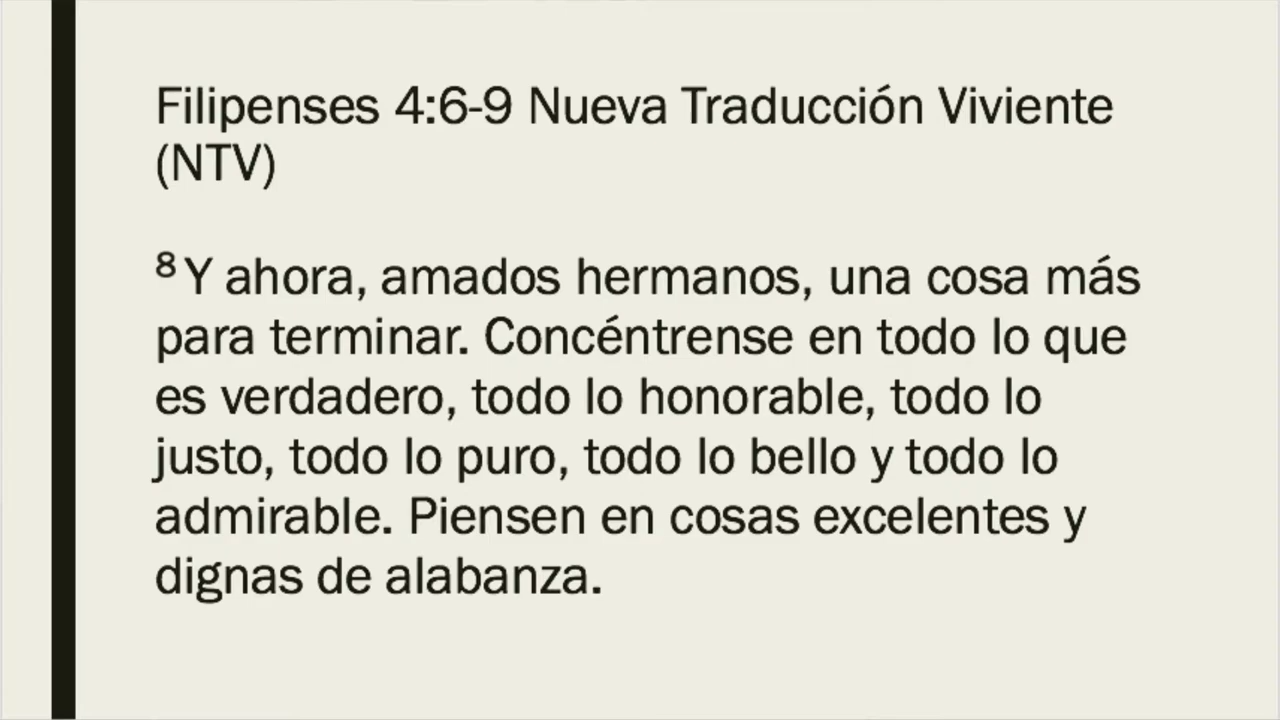 Filipenses 4:6-9 Nueva Traducción Viviente
(NTV)
⁸ Y ahora, amados hermanos, una cosa más
para terminar. Concéntrense en todo lo que
es verdadero, todo lo honorable, todo lo
justo, todo lo puro, todo lo bello y todo lo
admirable. Piensen en cosas excelentes y
dignas de alabanza.